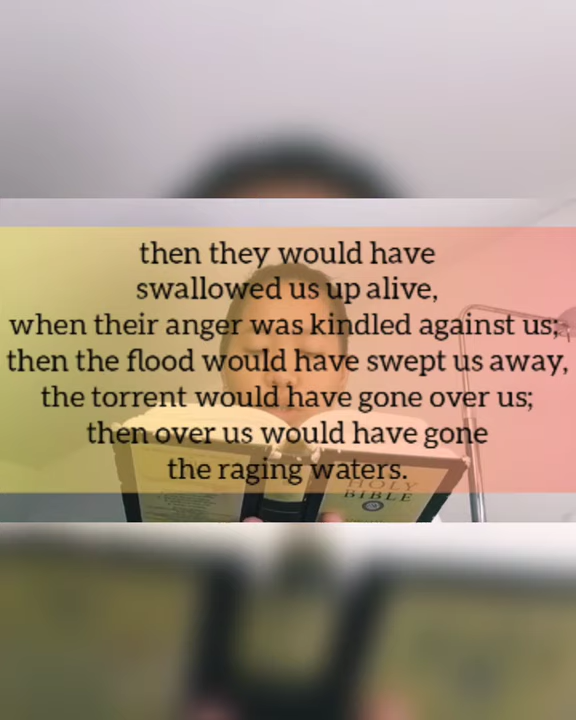 then they would have
swallowed us up alive,
when their anger was kindled against us;
then the flood would have swept us away,
the torrent would have gone over us;
then over us would have gone
the raging waters.
HOLY
BIBLE